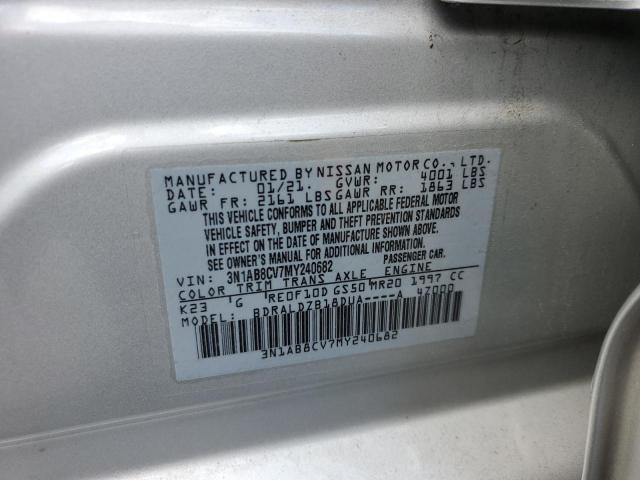 MANUFACTURED BY NISSAN MOTOR CO., LTD.
DATE: 01/21. GVWR: 4001 LBS
GAWR FR: 2161 LBS GAWR RR: 1863 LBS
THIS VEHICLE CONFORMS TO ALL APPLICABLE FEDERAL MOTOR
VEHICLE SAFETY, BUMPER AND THEFT PREVENTION STANDARDS
IN EFFECT ON THE DATE OF MANUFACTURE SHOWN ABOVE.
SEE OWNER'S MANUAL FOR ADDITIONAL INFORMATION.
VIN: 3N1AB8CV7MY240682 PASSENGER CAR.
COLOR TRIM TRANS AXLE ENGINE
K23 G RE0F10D GS50 MR20 1997 CC
MODEL: BDRALDZB18DUA----A 47000
3N1AB8CV7MY240682